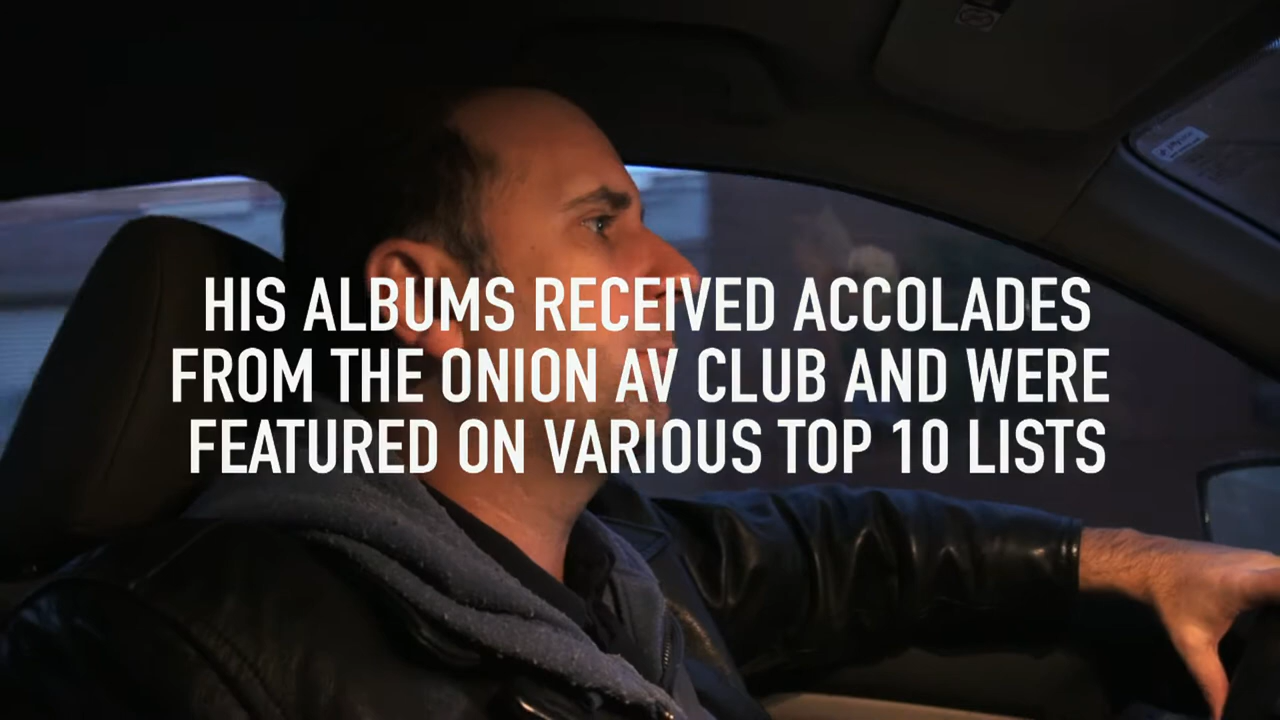 HIS ALBUMS RECEIVED ACCOLADES
FROM THE ONION AV CLUB AND WERE
FEATURED ON VARIOUS TOP 10 LISTS